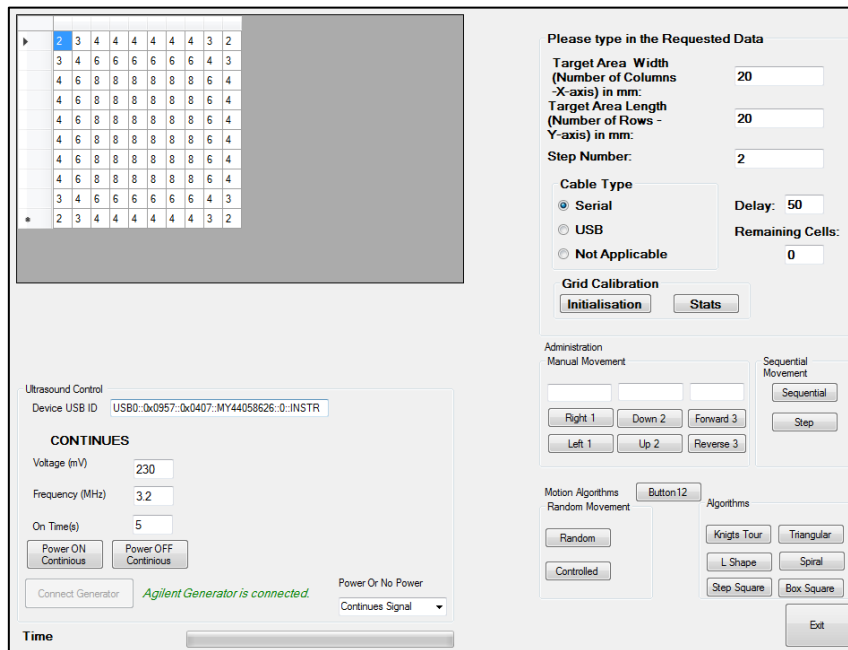 2 3 4 4 4 4 4 4 3 2
3 4 6 6 6 6 6 6 4 3
4 6 8 8 8 8 8 8 6 4
4 6 8 8 8 8 8 8 6 4
4 6 8 8 8 8 8 8 6 4
4 6 8 8 8 8 8 8 6 4
4 6 8 8 8 8 8 8 6 4
4 6 8 8 8 8 8 8 6 4
3 4 6 6 6 6 6 6 4 3
2 3 4 4 4 4 4 4 3 2
Please type in the Requested Data
Target Area Width
(Number of Columns
-X-axis) in mm:
20
Target Area Length
(Number of Rows -
Y-axis) in mm:
20
Step Number:
2
Cable Type
Serial
USB
Not Applicable
Delay: 50
Remaining Cells:
0
Grid Calibration
Initialisation Stats
Administration
Manual Movement
Right 1 Down 2 Forward 3
Left 1 Up 2 Reverse 3
Sequential
Movement
Sequential
Step
Ultrasound Control
Device USB ID USB0::0x0957::0x0407::MY44058626::0::INSTR
CONTINUES
Voltage (mV) 230
Frequency (MHz) 3.2
On Time(s) 5
Power ON
Continious
Power OFF
Continious
Connect Generator Agilent Generator is connected.
Power Or No Power
Continues Signal
Time
Motion Algorithms Button12
Random Movement
Random
Controlled
Algorithms
Knigts Tour Triangular
L Shape Spiral
Step Square Box Square
Exit